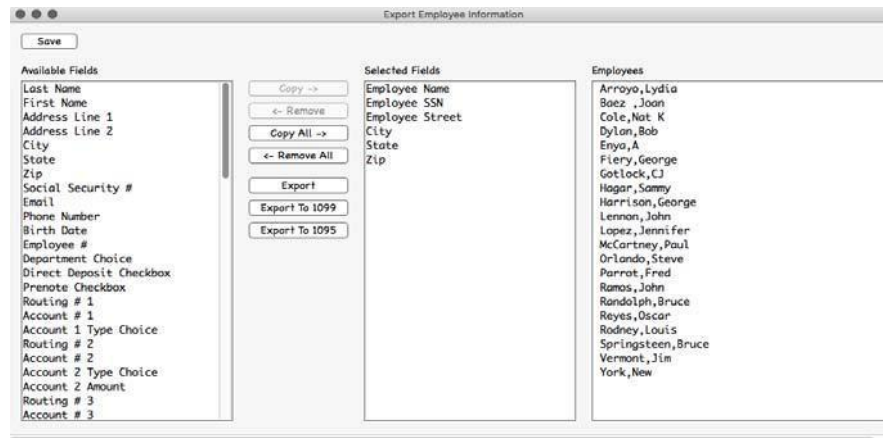 Export Employee Information
Save
Available Fields
Last Name
First Name
Address Line 1
Address Line 2
City
State
Zip
Social Security #
Email
Phone Number
Birth Date
Employee #
Department Choice
Direct Deposit Checkbox
Prenote Checkbox
Routing # 1
Account # 1
Account 1 Type Choice
Routing # 2
Account # 2
Account 2 Type Choice
Account 2 Amount
Routing # 3
Account # 3
Copy ->
<- Remove
Copy All ->
<- Remove All
Export
Export To 1099
Export To 1095
Selected Fields
Employee Name
Employee SSN
Employee Street
City
State
Zip
Employees
Arroyo,Lydia
Baez ,Joan
Cole,Nat K
Dylan,Bob
Enya,A
Fiery,George
Gotlock,CJ
Hagar,Sammy
Harrison,George
Lennon,John
Lopez,Jennifer
McCartney,Paul
Orlando,Steve
Parrot,Fred
Ramos,John
Randolph,Bruce
Reyes,Oscar
Rodney,Louis
Springsteen,Bruce
Vermont,Jim
York,New